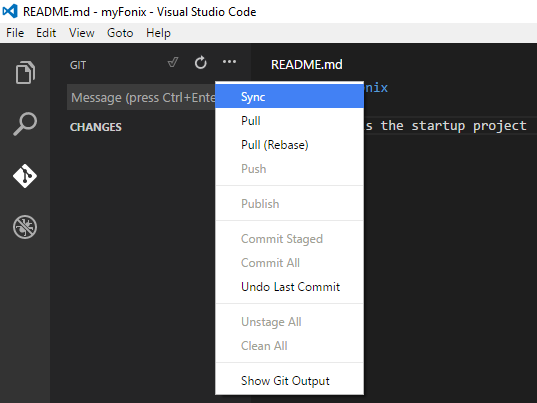 README.md - myFonix - Visual Studio Code
File Edit View Goto Help
GIT
README.md
Message (press Ctrl+Ente
onix
CHANGES
s the startup project
Sync
Pull
Pull (Rebase)
Push
Publish
Commit Staged
Commit All
Undo Last Commit
Unstage All
Clean All
Show Git Output